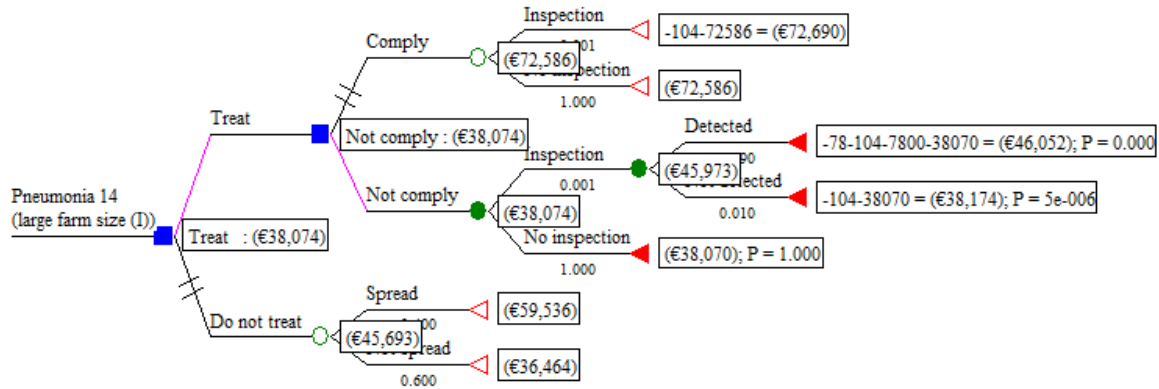 Inspection
-104-72586 = (€72,690)
Comply
(€72,586)
(€72,586)
1.000
Treat
Detected
Not comply : (€38,074)
-78-104-7800-38070 = (€46,052); P = 0.000
Inspection
(€45,973)
Pneumonia 14
0.001
Not comply
-104-38070 = (€38,174); P = 5e-006
(large farm size (I))
(€38,074)
0.010
Treat : (€38,074)
No inspection
(€38,070); P = 1.000
1.000
Spread
(€59,536)
Do not treat
(€45,693)
(€36,464)
0.600